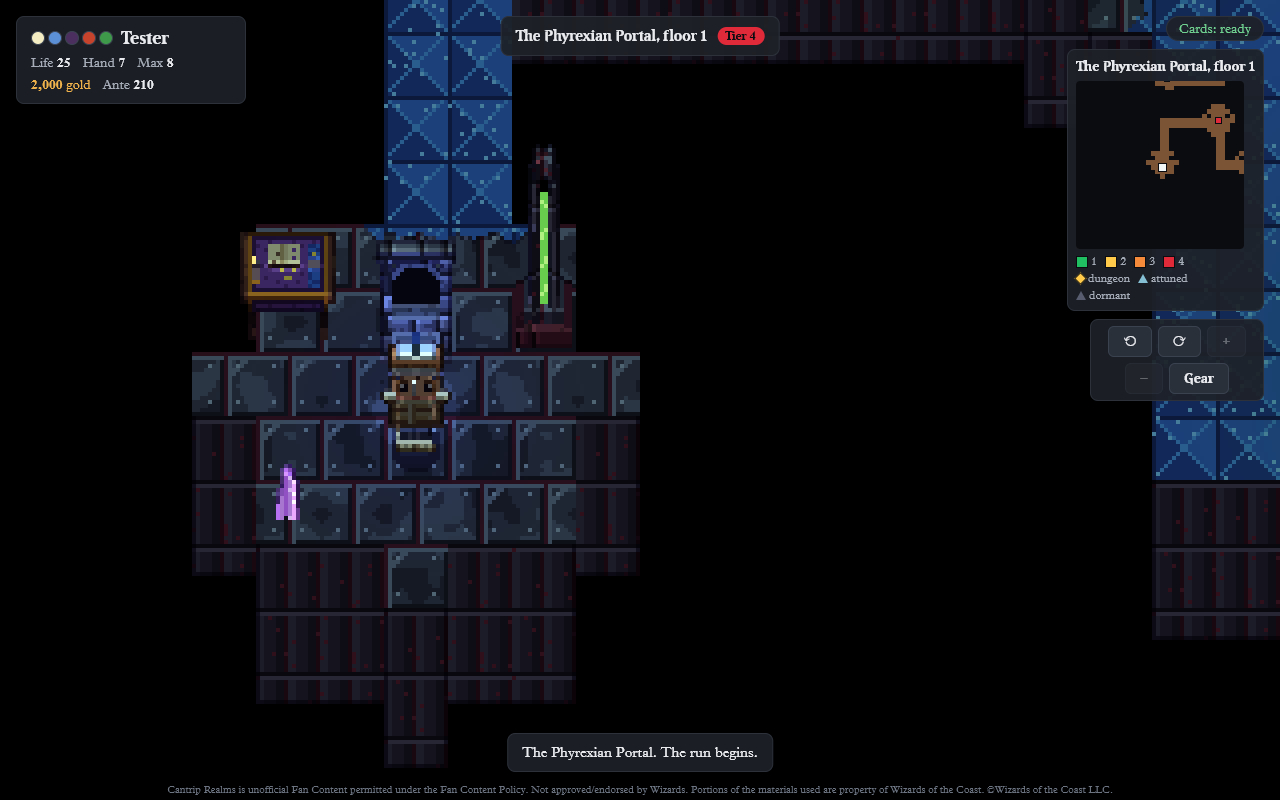 Tester
Life 25 Hand 7 Max 8
2,000 gold Ante 210
The Phyrexian Portal, floor 1 Tier 4
Cards: ready
The Phyrexian Portal, floor 1
1 2 3 4
dungeon attuned
dormant
+
− Gear
The Phyrexian Portal. The run begins.
Cantrip Realms is unofficial Fan Content permitted under the Fan Content Policy. Not approved/endorsed by Wizards. Portions of the materials used are property of Wizards of the Coast. ©Wizards of the Coast LLC.